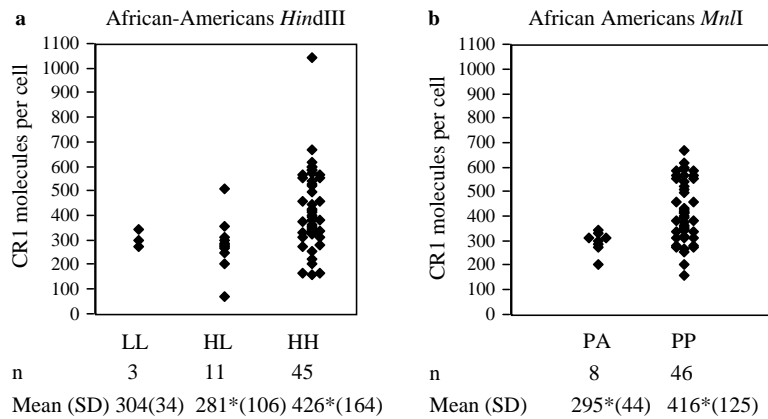 a African-Americans HindIII
CR1 molecules per cell
1100
1000
900
800
700
600
500
400
300
200
100
0
LL HL HH
n 3 11 45
Mean (SD) 304(34) 281*(106) 426*(164)
b African Americans MnlI
CR1 molecules per cell
1100
1000
900
800
700
600
500
400
300
200
100
0
PA PP
n 8 46
Mean (SD) 295*(44) 416*(125)